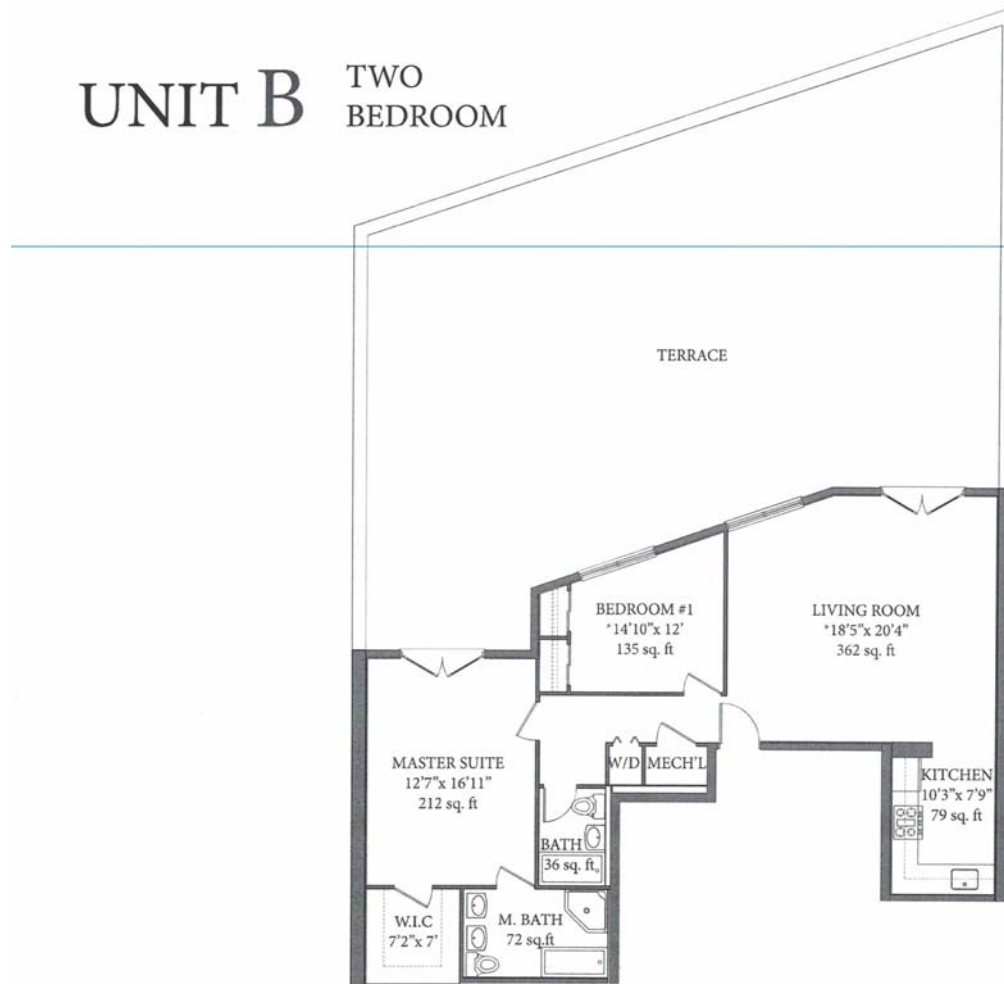 UNIT B
TWO
BEDROOM
TERRACE
BEDROOM #1
*14'10"x 12'
135 sq. ft
LIVING ROOM
*18'5"x 20'4"
362 sq. ft
MASTER SUITE
12'7"x 16'11"
212 sq. ft
W/D
MECH'L
KITCHEN
10'3"x 7'9"
79 sq. ft
BATH
36 sq. ft.
W.I.C
7'2"x 7'
M. BATH
72 sq.ft